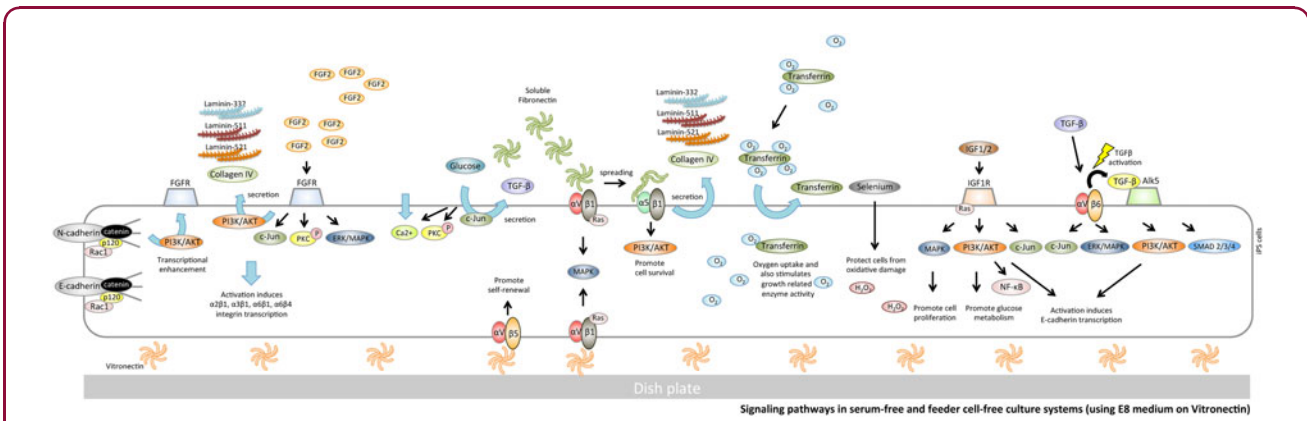 FGF2
FGF2
FGF2
FGF2
FGF2
FGF2
FGF2
FGF2
FGF2
Laminin-332
Laminin-511
Laminin-521
Collagen IV
FGFR
secretion
FGFR
N-cadherin
catenin
p120
Rac1
PI3K/AKT
Transcriptional
enhancement
E-cadherin
catenin
p120
Rac1
PI3K/AKT
c-Jun
PKC
P
ERK/MAPK
Activation induces
α2β1, α3β1, α6β1, α6β4
integrin transcription
Glucose
TGF-β
c-Jun
secretion
Ca2+
PKC
P
Soluble
Fibronectin
spreading
αV
β1
Ras
α5
β1
MAPK
PI3K/AKT
Promote
cell survival
Promote
self-renewal
αV
β5
αV
β1
Ras
Laminin-332
Laminin-511
Laminin-521
Collagen IV
secretion
O2
O2
Transferrin
O2
O2
O2
O2
Transferrin
O2
O2
Transferrin
Selenium
O2
Transferrin
O2
O2
O2
O2
Oxygen uptake and
also stimulates
growth related
enzyme activity
Protect cells from
oxidative damage
H2O2
H2O2
IGF1/2
IGF1R
Ras
MAPK
PI3K/AKT
c-Jun
NF-κB
Promote cell
proliferation
Promote glucose
metabolism
TGF-β
TGFβ
activation
TGF-β
Alk5
αV
β6
c-Jun
ERK/MAPK
PI3K/AKT
SMAD 2/3/4
Activation induces
E-cadherin transcription
iPS cells
Vitronectin
Dish plate
Signaling pathways in serum-free and feeder cell-free culture systems (using E8 medium on Vitronectin)